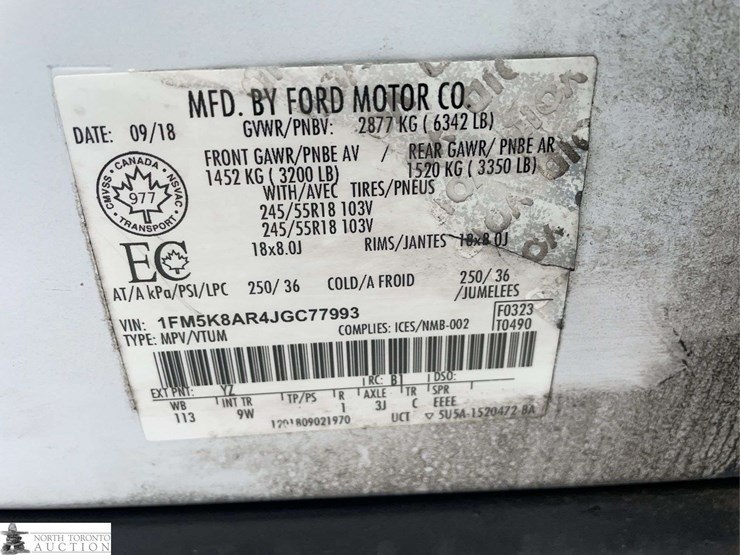 MFD. BY FORD MOTOR CO.
DATE: 09/18
GVWR/PNBV: 2877 KG ( 6342 LB)
FRONT GAWR/PNBE AV / REAR GAWR/ PNBE AR
1452 KG ( 3200 LB) 1520 KG ( 3350 LB)
WITH/AVEC TIRES/PNEUS
245/55R18 103V
245/55R18 103V
18x8.0J RIMS/JANTES 18x8.0J
CANADA
CMVSS NSVAC
977
TRANSPORT
EC
AT/A kPa/PSI/LPC 250/ 36 COLD/A FROID 250/ 36
/JUMELEES
VIN: 1FM5K8AR4JGC77993 F0323
TYPE: MPV/VTUM COMPLIES: ICES/NMB-002 T0490
EXT PNT: YZ RC: B DSO:
WB INT TR TP/PS R AXLE TR SPR
113 9W 1 3J C EEEE
1201809021970 UCT 5U5A-1520472-BA
NORTH TORONTO
AUCTION